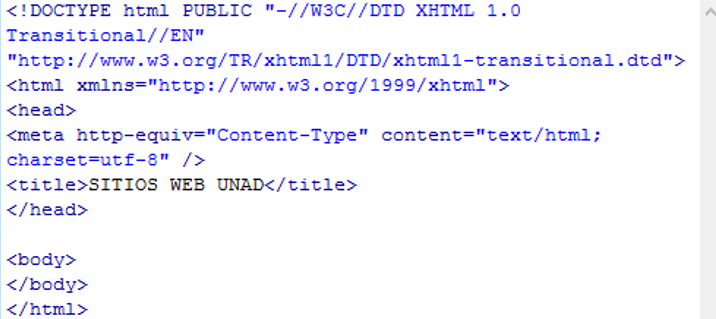 <!DOCTYPE html PUBLIC "-//W3C//DTD XHTML 1.0
Transitional//EN"
"http://www.w3.org/TR/xhtml1/DTD/xhtml1-transitional.dtd">
<html xmlns="http://www.w3.org/1999/xhtml">
<head>
<meta http-equiv="Content-Type" content="text/html;
charset=utf-8" />
<title>SITIOS WEB UNAD</title>
</head>
<body>
</body>
</html>